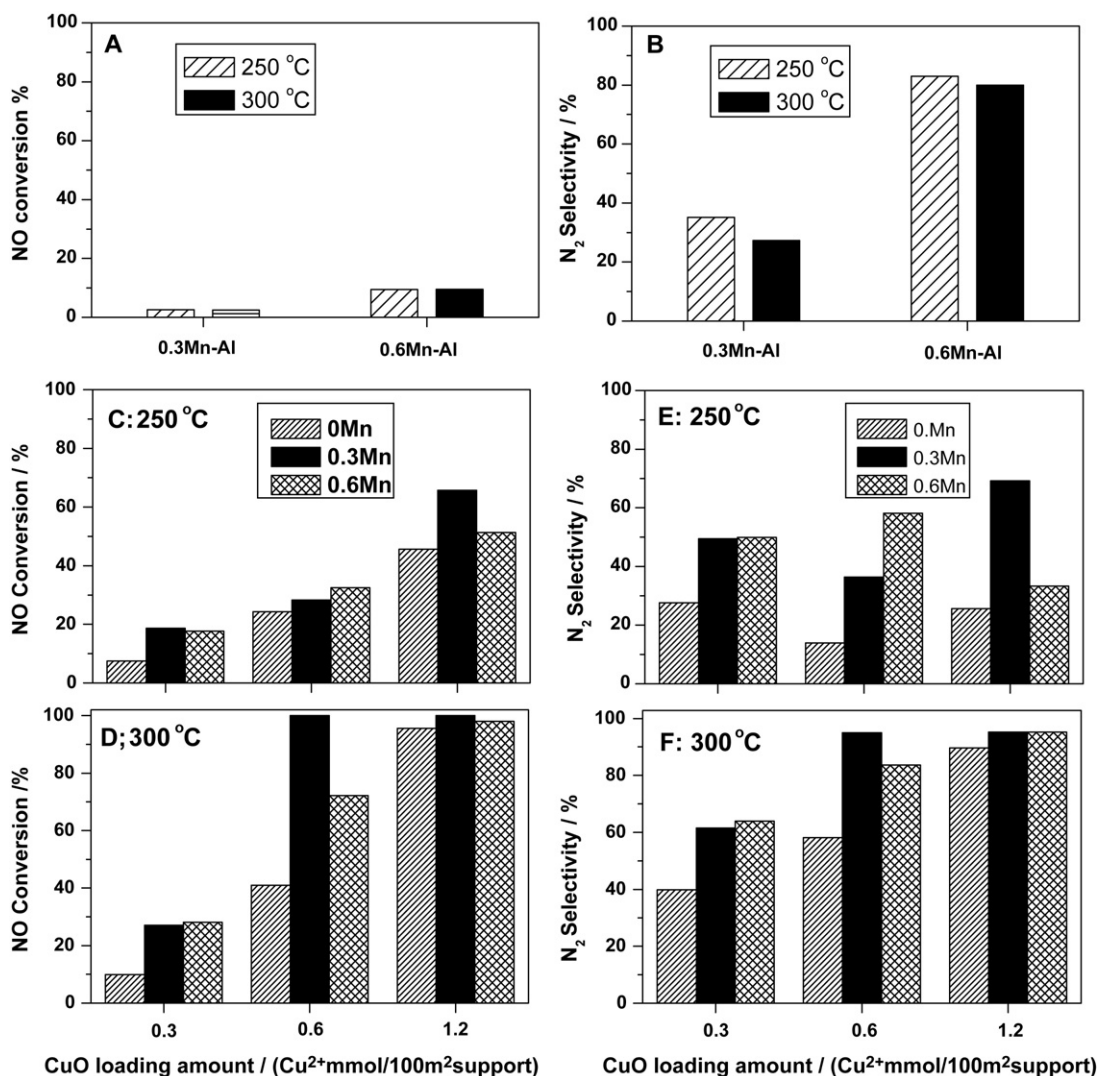 A
250 °C
300 °C
NO conversion %
100
80
60
40
20
0
0.3Mn-Al
0.6Mn-Al
B
250 °C
300 °C
N₂ Selectivity / %
100
80
60
40
20
0
0.3Mn-Al
0.6Mn-Al
C: 250 °C
0Mn
0.3Mn
0.6Mn
NO Conversion / %
100
80
60
40
20
0
E: 250 °C
0.Mn
0.3Mn
0.6Mn
N₂ Selectivity / %
100
80
60
40
20
0
D; 300 °C
NO Conversion /%
100
80
60
40
20
0
0.3
0.6
1.2
CuO loading amount / (Cu²⁺mmol/100m²support)
F: 300 °C
N₂ Selectivity / %
100
80
60
40
20
0
0.3
0.6
1.2
CuO loading amount / (Cu²⁺mmol/100m²support)